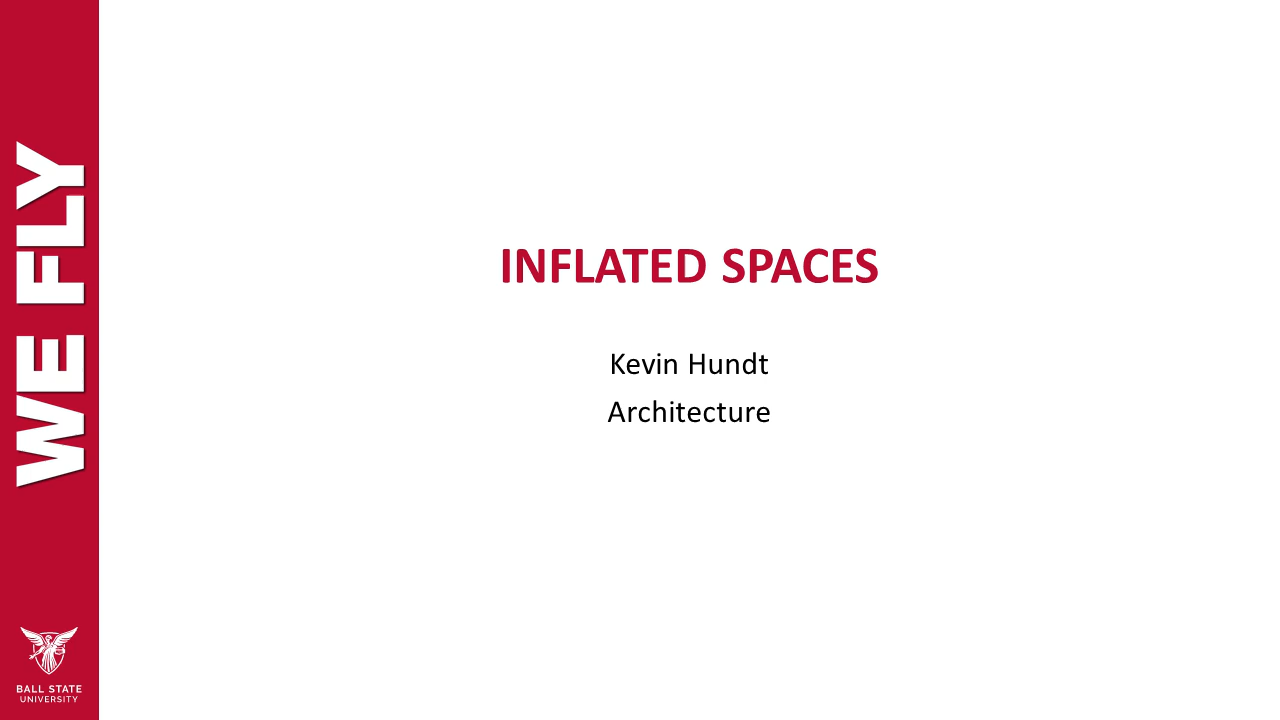 WE FLY
INFLATED SPACES
Kevin Hundt
Architecture
BALL STATE
UNIVERSITY